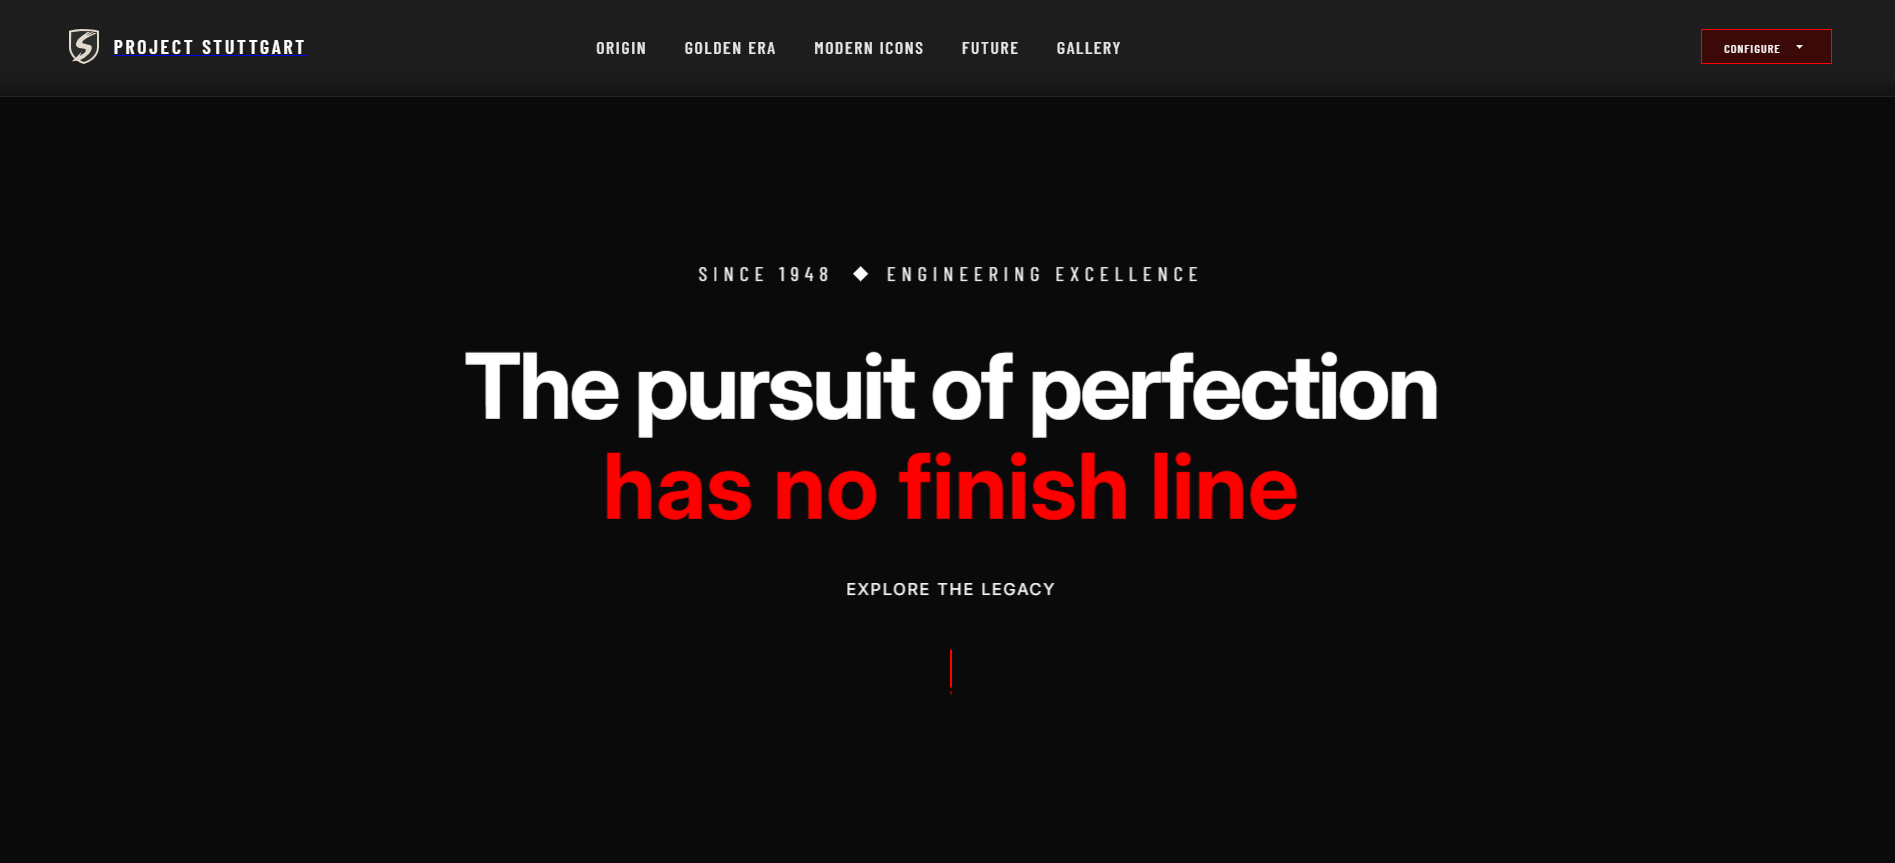 PROJECT STUTTGART
ORIGIN GOLDEN ERA MODERN ICONS FUTURE GALLERY
CONFIGURE
SINCE 1948 ◆ ENGINEERING EXCELLENCE
The pursuit of perfection
has no finish line
EXPLORE THE LEGACY